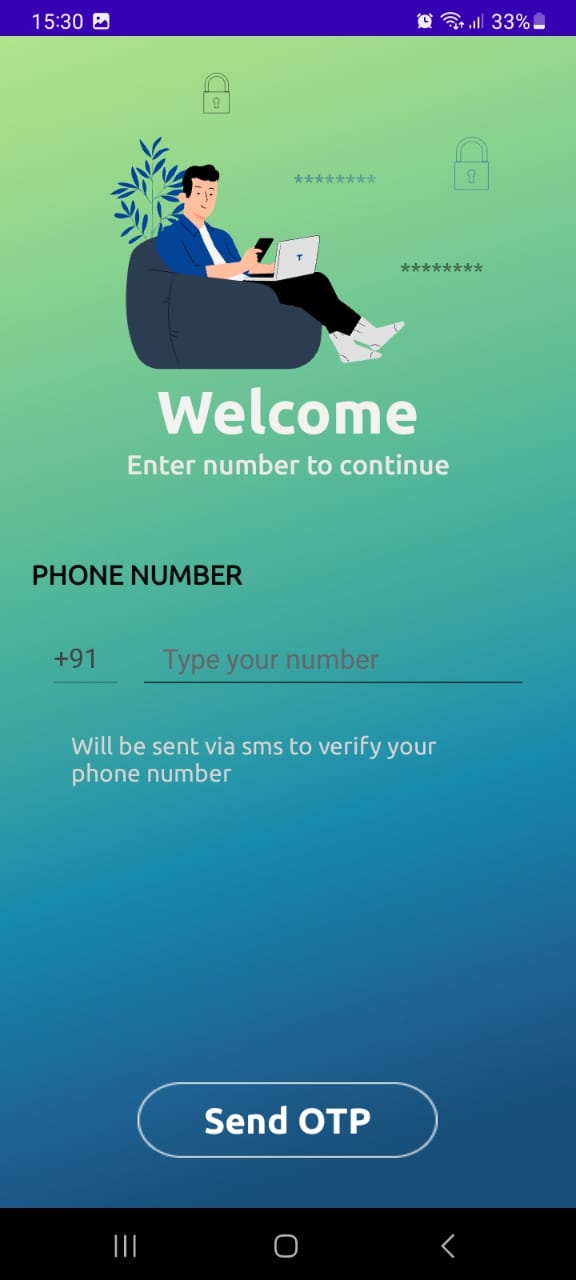 15:30 33%
********
********
T
Welcome
Enter number to continue
PHONE NUMBER
+91 Type your number
Will be sent via sms to verify your
phone number
Send OTP